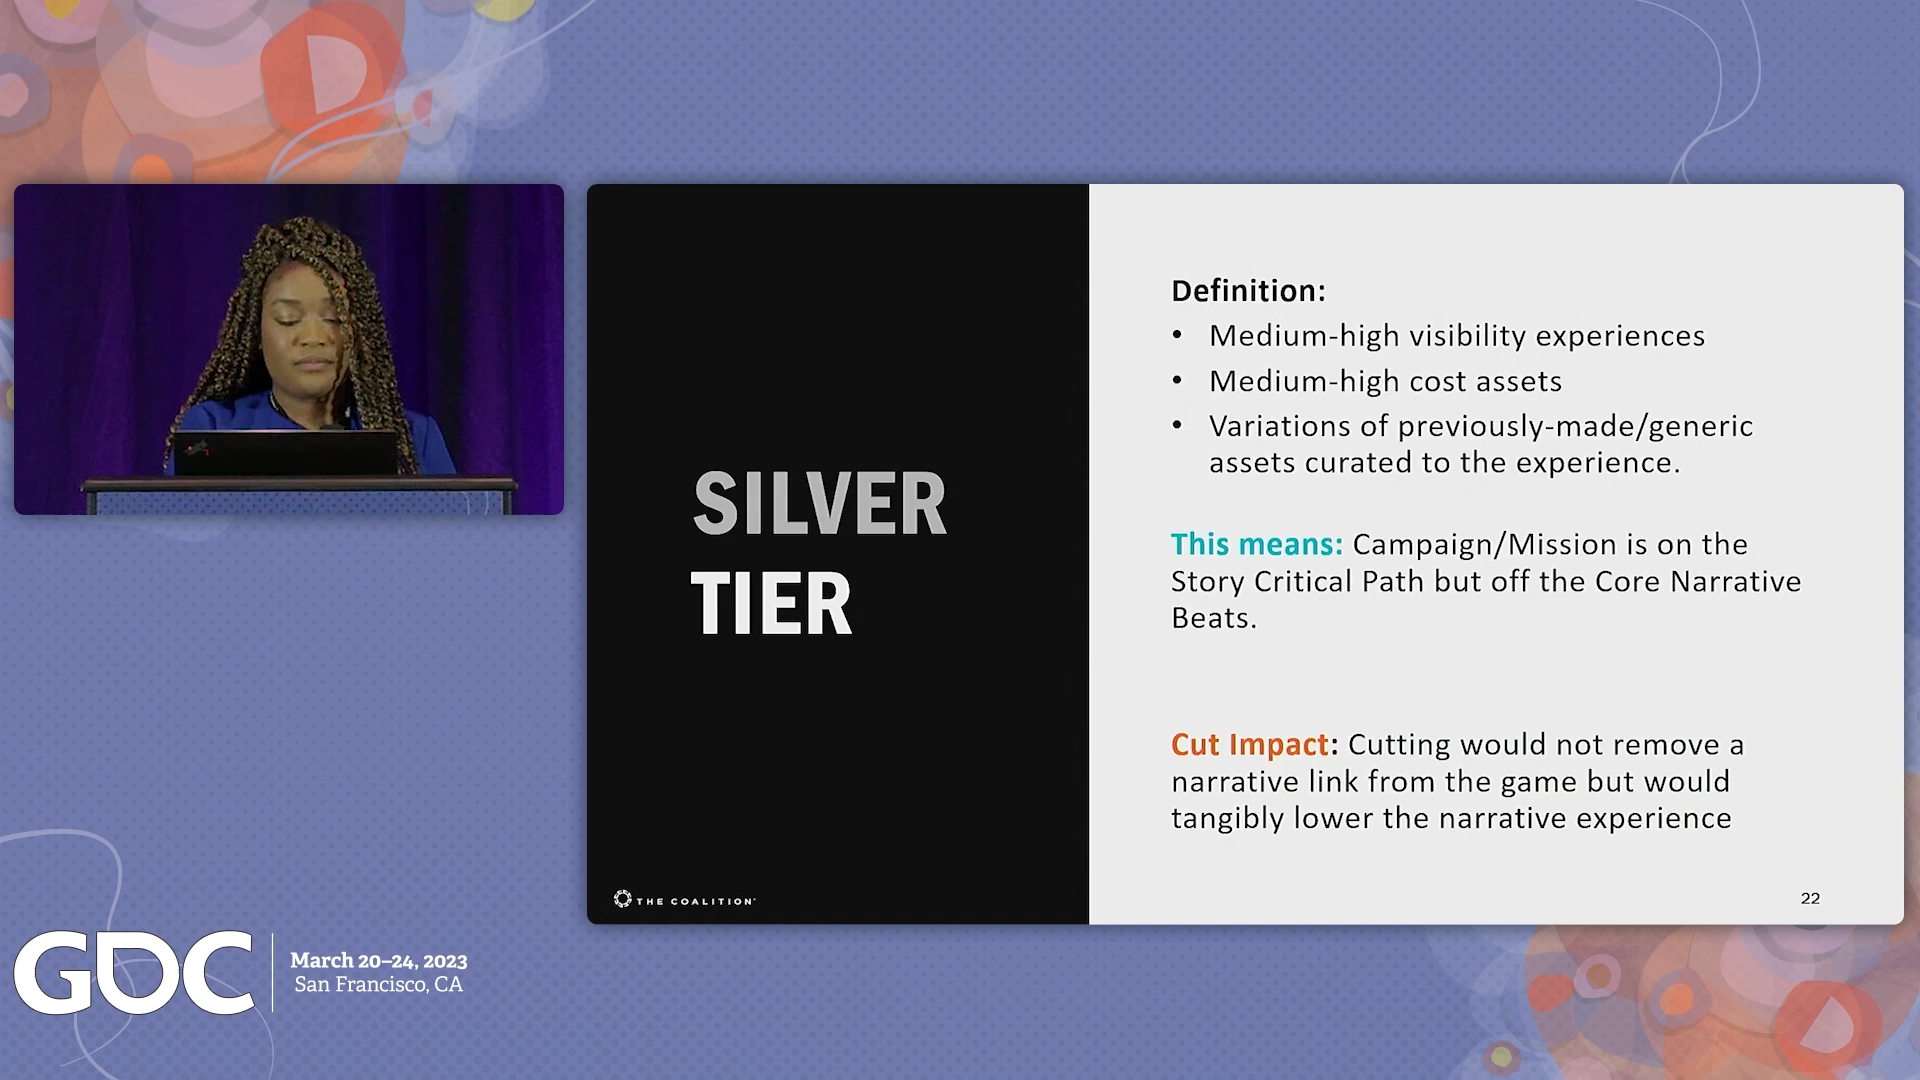 SILVER
TIER
THE COALITION
Definition:
• Medium-high visibility experiences
• Medium-high cost assets
• Variations of previously-made/generic
assets curated to the experience.
This means: Campaign/Mission is on the
Story Critical Path but off the Core Narrative
Beats.
Cut Impact: Cutting would not remove a
narrative link from the game but would
tangibly lower the narrative experience
22
GDC
March 20–24, 2023
San Francisco, CA